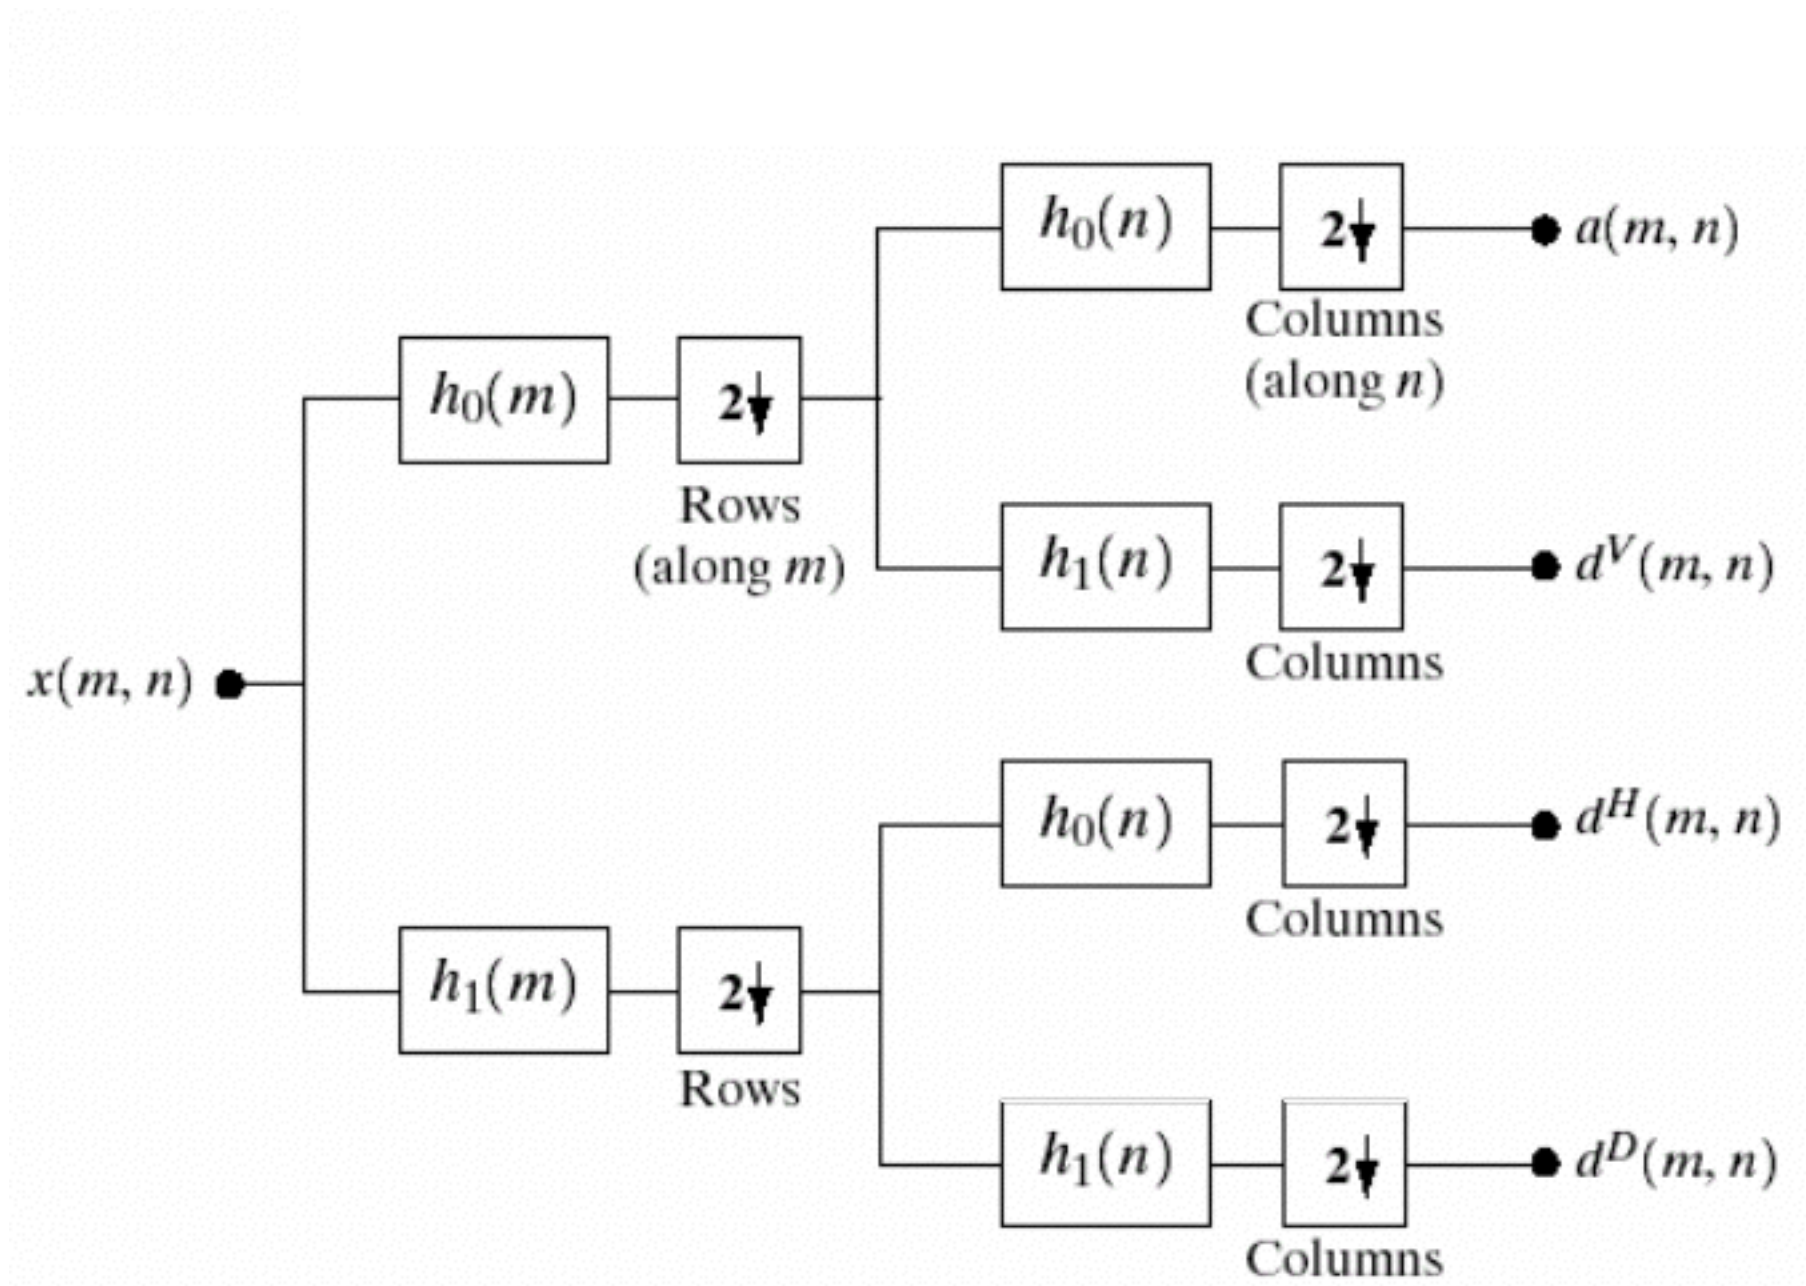 h₀(n) 2↓ a(m, n)
Columns
(along n)
h₀(m) 2↓
Rows
(along m)
h₁(n) 2↓ dⱽ(m, n)
Columns
x(m, n)
h₀(n) 2↓ dᴴ(m, n)
Columns
h₁(m) 2↓
Rows
h₁(n) 2↓ dᴰ(m, n)
Columns